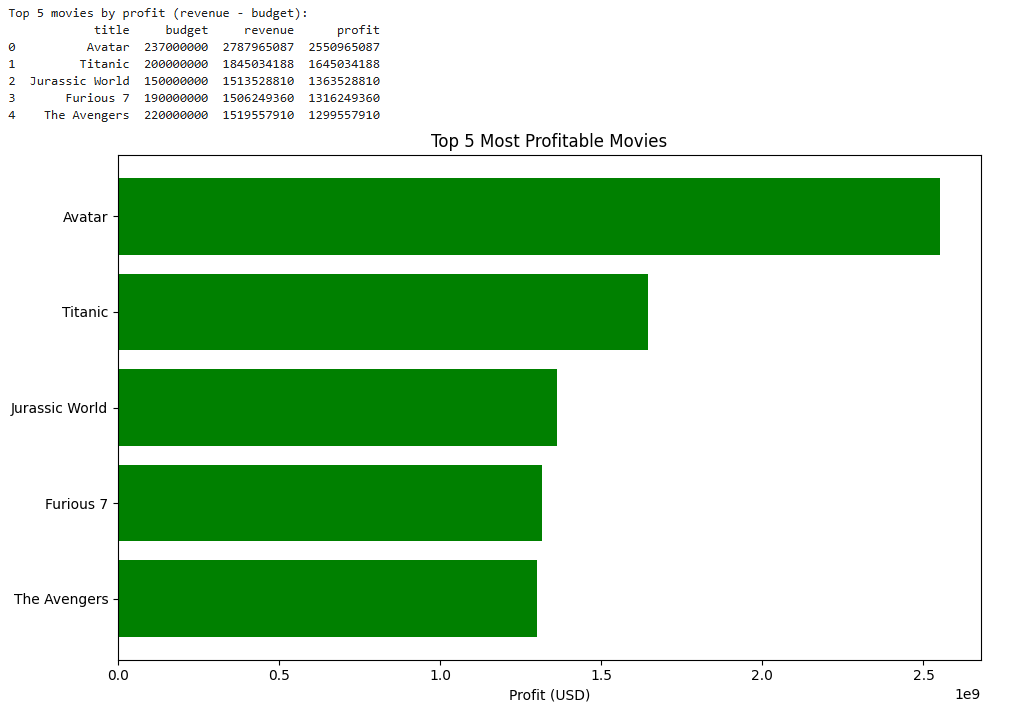 Top 5 movies by profit (revenue - budget):
            title     budget     revenue      profit
0          Avatar  237000000  2787965087  2550965087
1         Titanic  200000000  1845034188  1645034188
2  Jurassic World  150000000  1513528810  1363528810
3       Furious 7  190000000  1506249360  1316249360
4    The Avengers  220000000  1519557910  1299557910
Top 5 Most Profitable Movies
Avatar
Titanic
Jurassic World
Furious 7
The Avengers
0.0 0.5 1.0 1.5 2.0 2.5
Profit (USD)
1e9